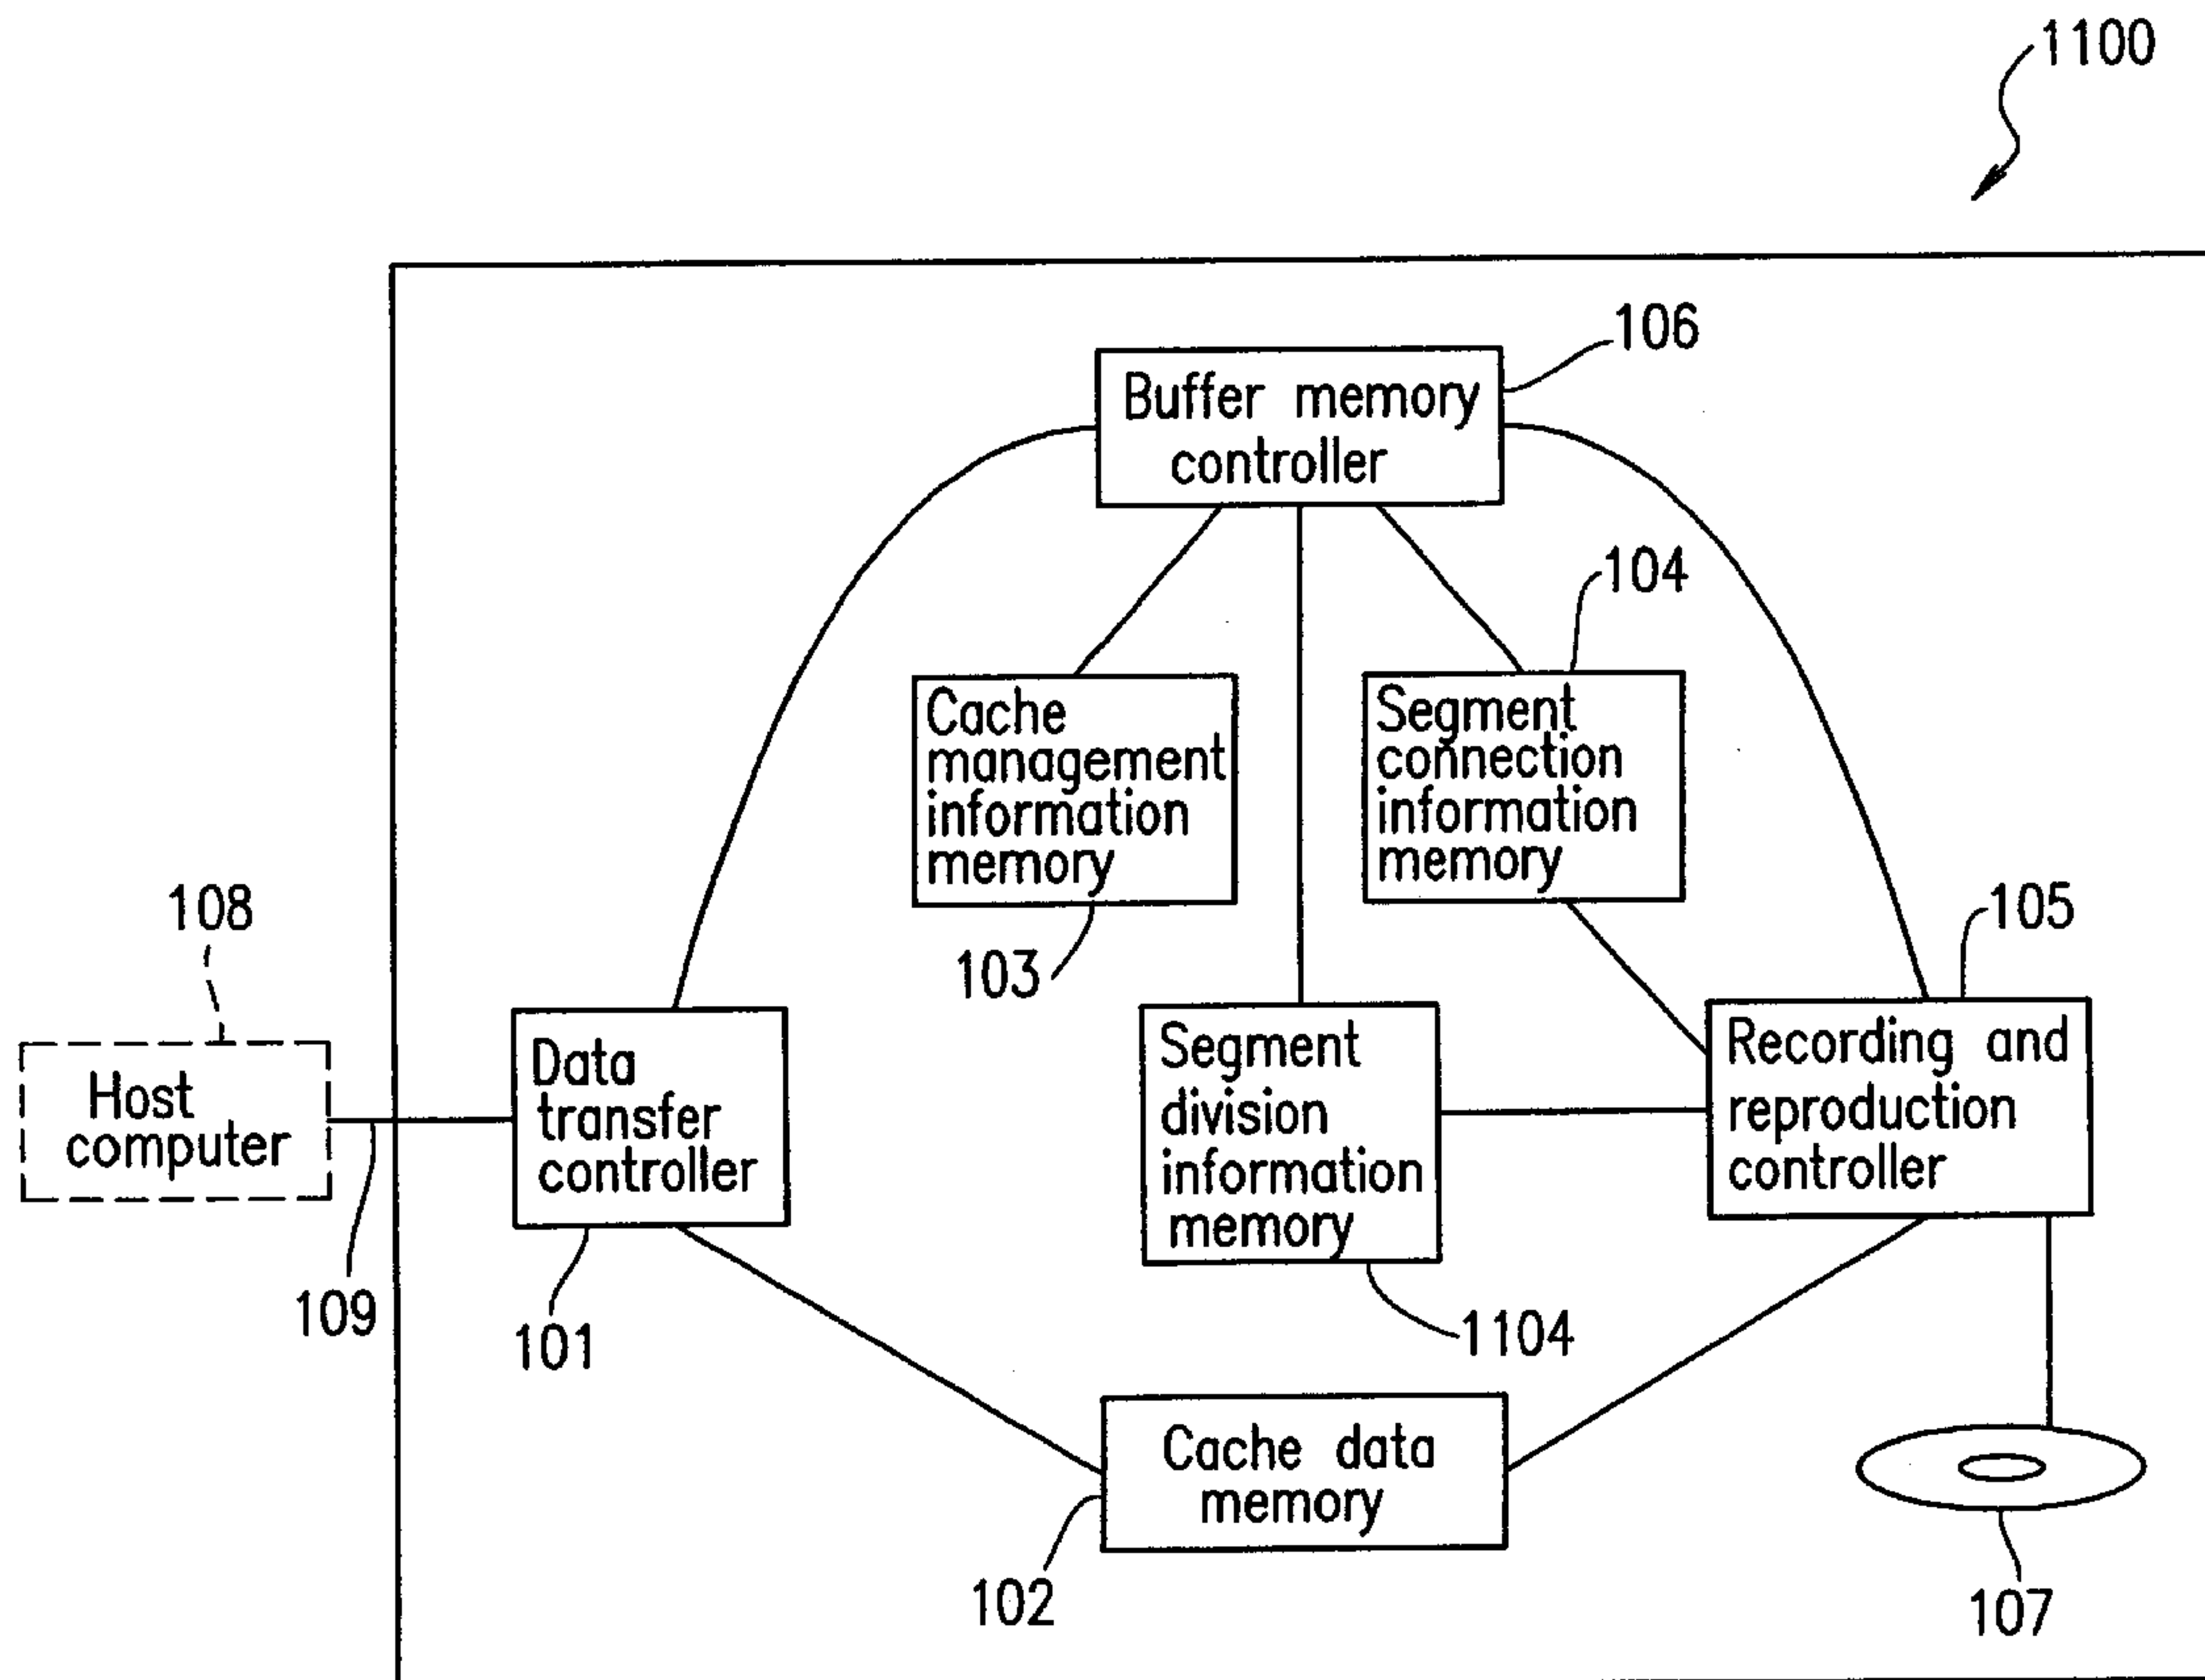 1100
106
Buffer memory
controller
104
Cache
management
information
memory
Segment
connection
information
memory
103
108
105
Host
computer
Data
transfer
controller
Segment
division
information
memory
Recording and
reproduction
controller
109
101
1104
Cache data
memory
102
107